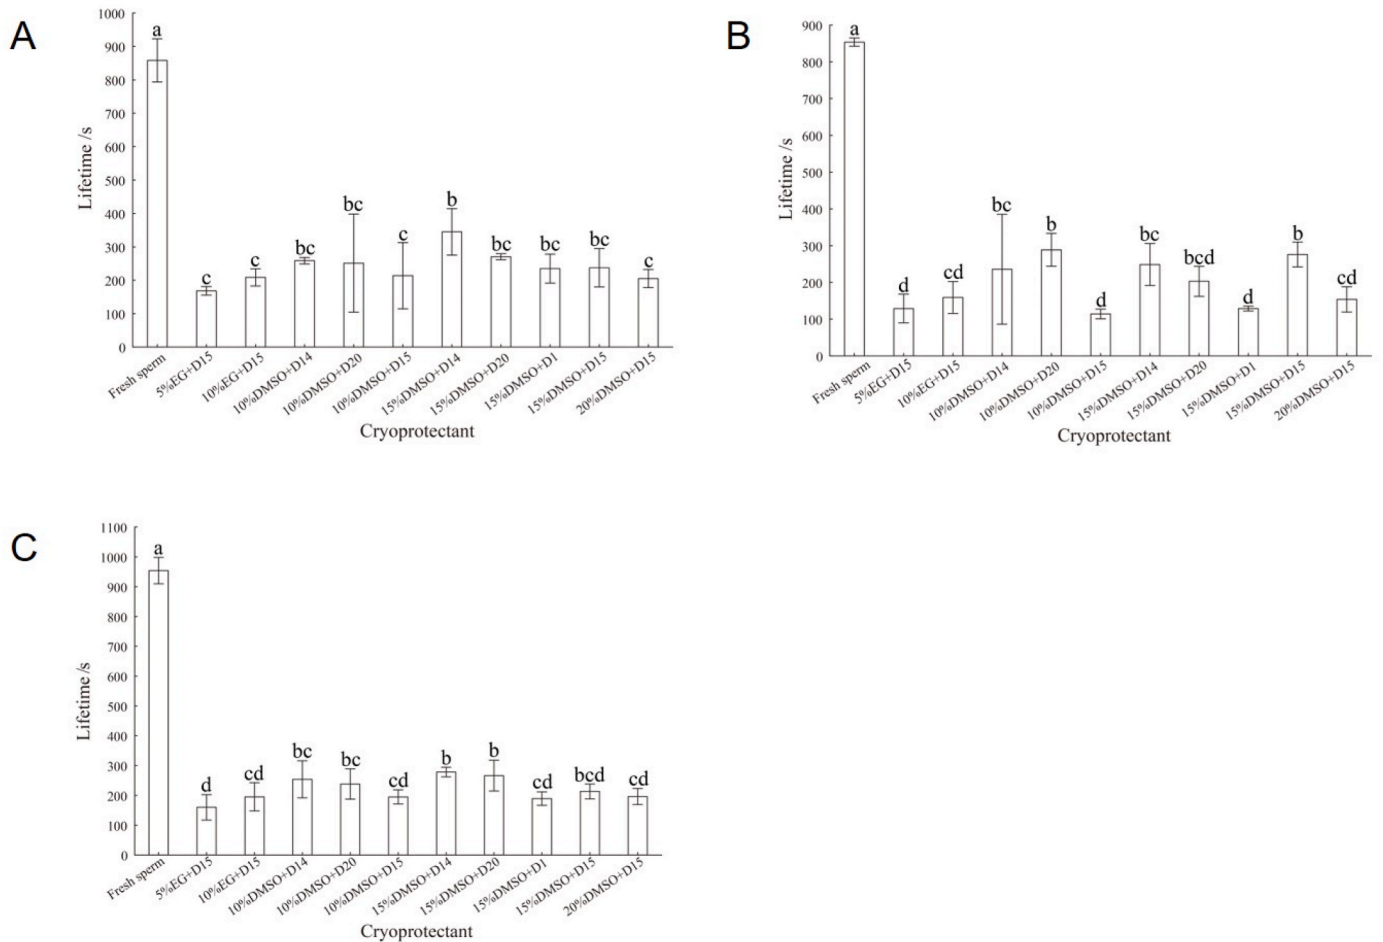 A
1000
900
800
700
600
500
400
300
200
100
0
Lifetime /s
a
c
c
bc
bc
c
b
bc
bc
bc
c
Fresh sperm
5%EG+D15
10%EG+D15
10%DMSO+D14
10%DMSO+D20
10%DMSO+D15
15%DMSO+D14
15%DMSO+D20
15%DMSO+D1
15%DMSO+D15
20%DMSO+D15
Cryoprotectant
B
900
800
700
600
500
400
300
200
100
0
Lifetime /s
a
d
cd
bc
b
d
bc
bcd
d
b
cd
Fresh sperm
5%EG+D15
10%EG+D15
10%DMSO+D14
10%DMSO+D20
10%DMSO+D15
15%DMSO+D14
15%DMSO+D20
15%DMSO+D1
15%DMSO+D15
20%DMSO+D15
Cryoprotectant
C
1100
1000
900
800
700
600
500
400
300
200
100
0
Lifetime /s
a
d
cd
bc
bc
cd
b
b
cd
bcd
cd
Fresh sperm
5%EG+D15
10%EG+D15
10%DMSO+D14
10%DMSO+D20
10%DMSO+D15
15%DMSO+D14
15%DMSO+D20
15%DMSO+D1
15%DMSO+D15
20%DMSO+D15
Cryoprotectant